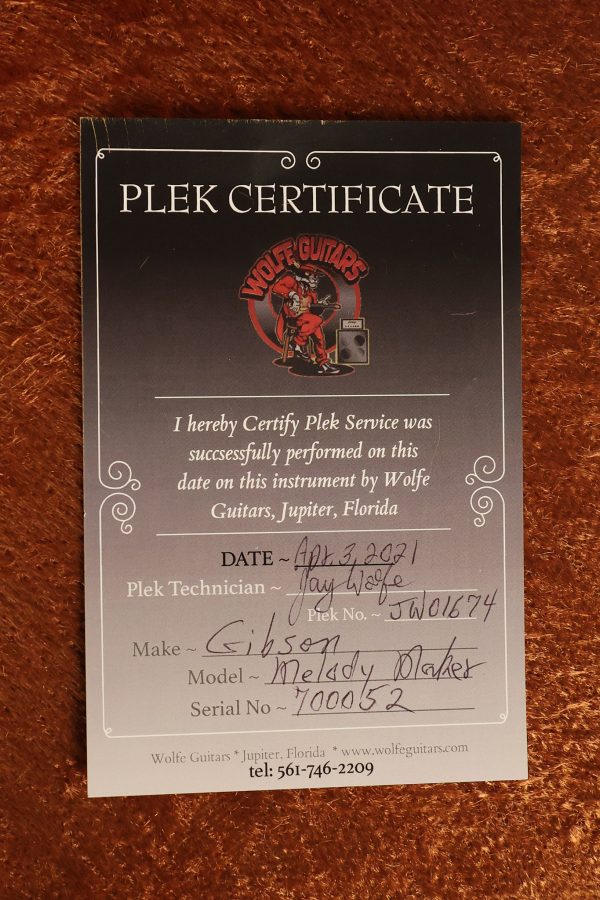 PLEK CERTIFICATE
WOLFE GUITARS
I hereby Certify Plek Service was
succsessfully performed on this
date on this instrument by Wolfe
Guitars, Jupiter, Florida
DATE ~ Apr. 3, 2021
Plek Technician ~ Jay Wolfe
Plek No. ~ JW01674
Make ~ Gibson
Model ~ Melody Maker
Serial No ~ 700052
Wolfe Guitars * Jupiter, Florida * www.wolfeguitars.com
tel: 561-746-2209